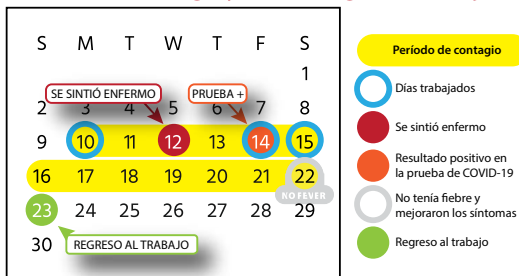 S M T W T F S
1
SE SINTIÓ ENFERMO PRUEBA +
2 3 4 5 6 7 8
9 10 11 12 13 14 15
16 17 18 19 20 21 22
NO FEVER
23 24 25 26 27 28 29
30 REGRESO AL TRABAJO
Período de contagio
Días trabajados
Se sintió enfermo
Resultado positivo en
la prueba de COVID-19
No tenía fiebre y
mejoraron los síntomas
Regreso al trabajo